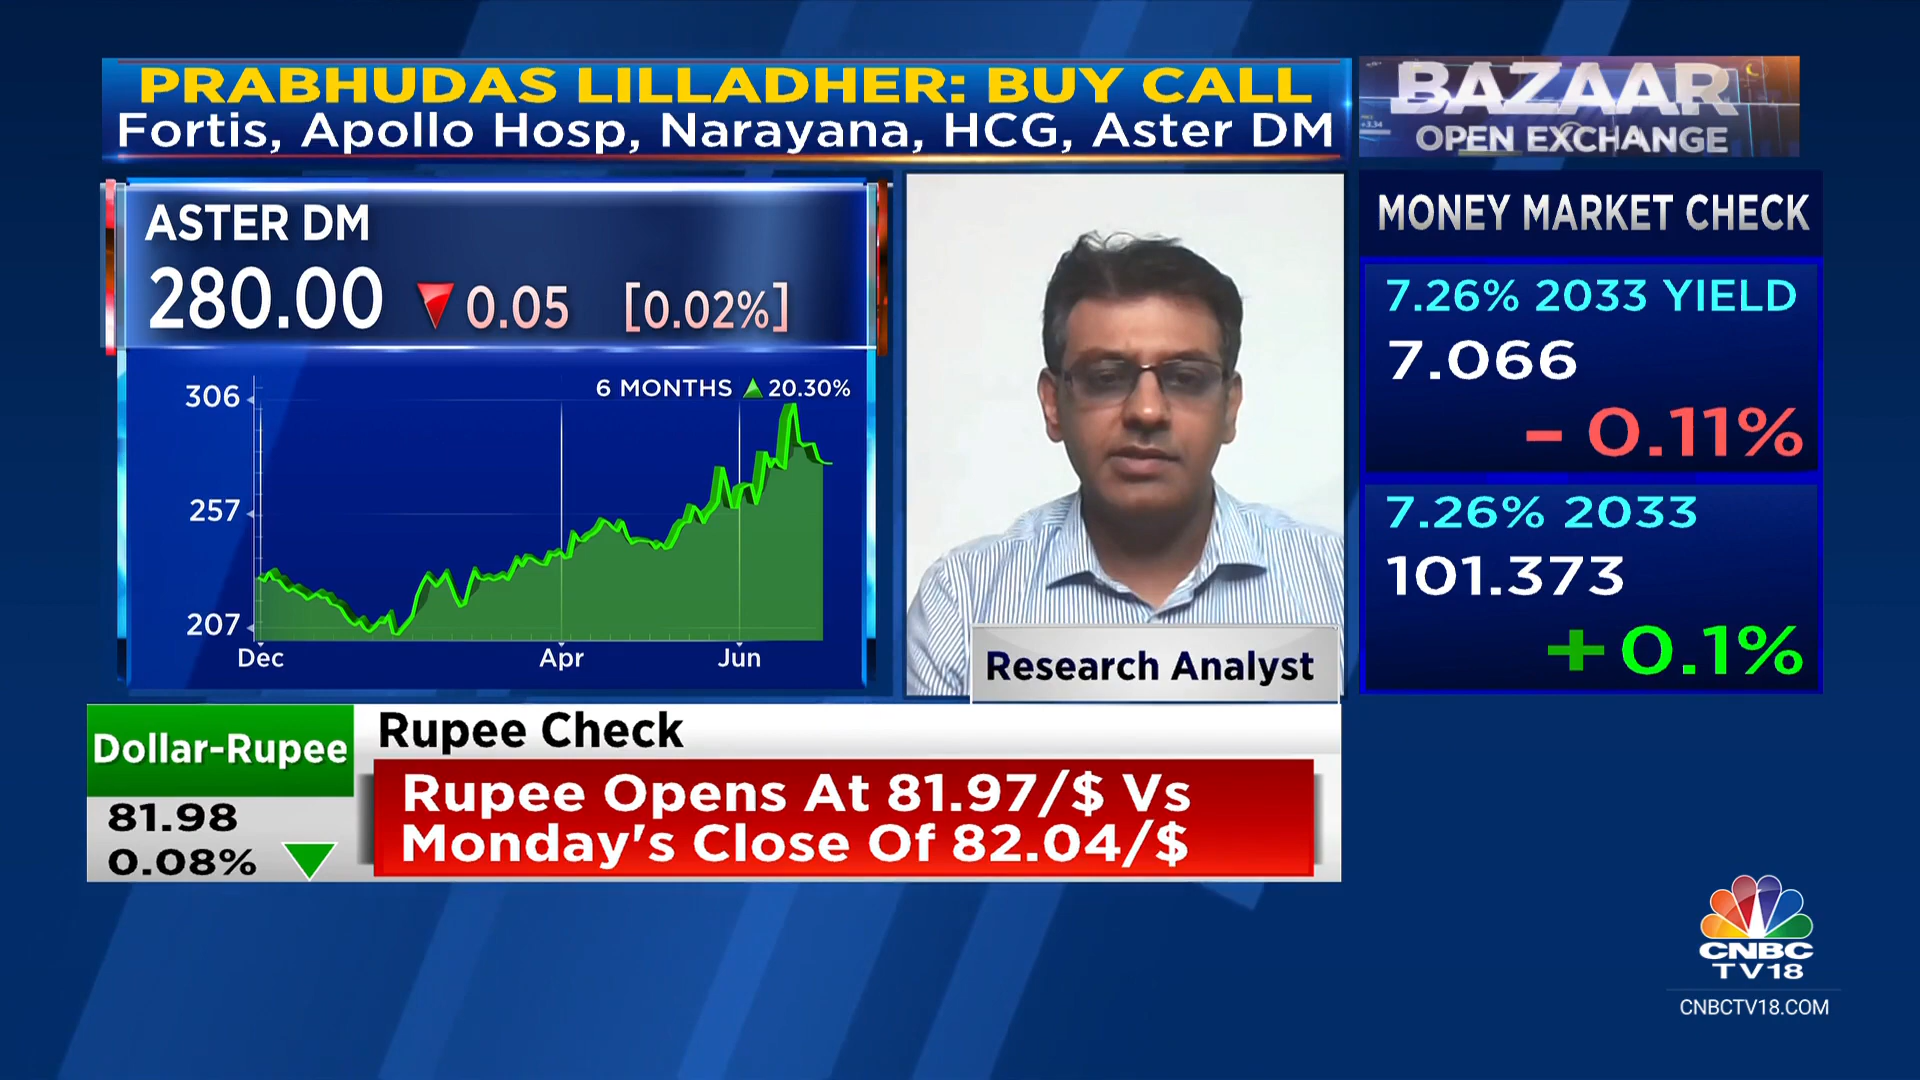 PRABHUDAS LILLADHER: BUY CALL
Fortis, Apollo Hosp, Narayana, HCG, Aster DM
BAZAAR
OPEN EXCHANGE
ASTER DM
280.00 ▼ 0.05 [0.02%]
6 MONTHS ▲ 20.30%
306
257
207
Dec Apr Jun
Research Analyst
MONEY MARKET CHECK
7.26% 2033 YIELD
7.066
- 0.11%
7.26% 2033
101.373
+ 0.1%
Dollar-Rupee
81.98
0.08% ▼
Rupee Check
Rupee Opens At 81.97/$ Vs
Monday's Close Of 82.04/$
CNBC
TV18
CNBCTV18.COM